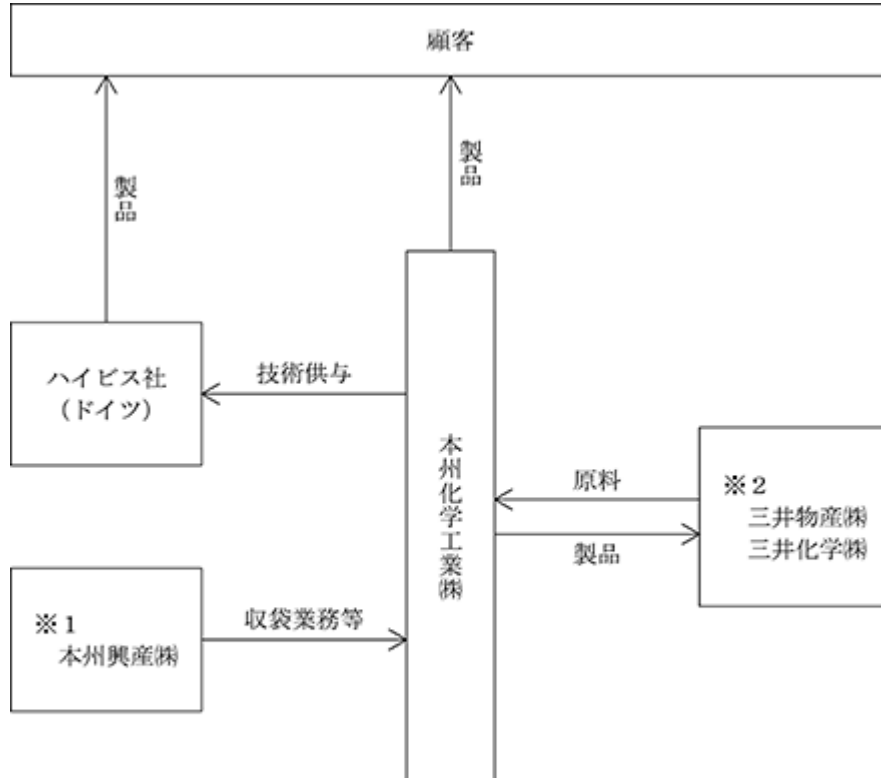 顧客
製品
製品
ハイビス社
（ドイツ）
技術供与
本州化学工業㈱
原料
製品
※２
三井物産㈱
三井化学㈱
※１
本州興産㈱
収袋業務等